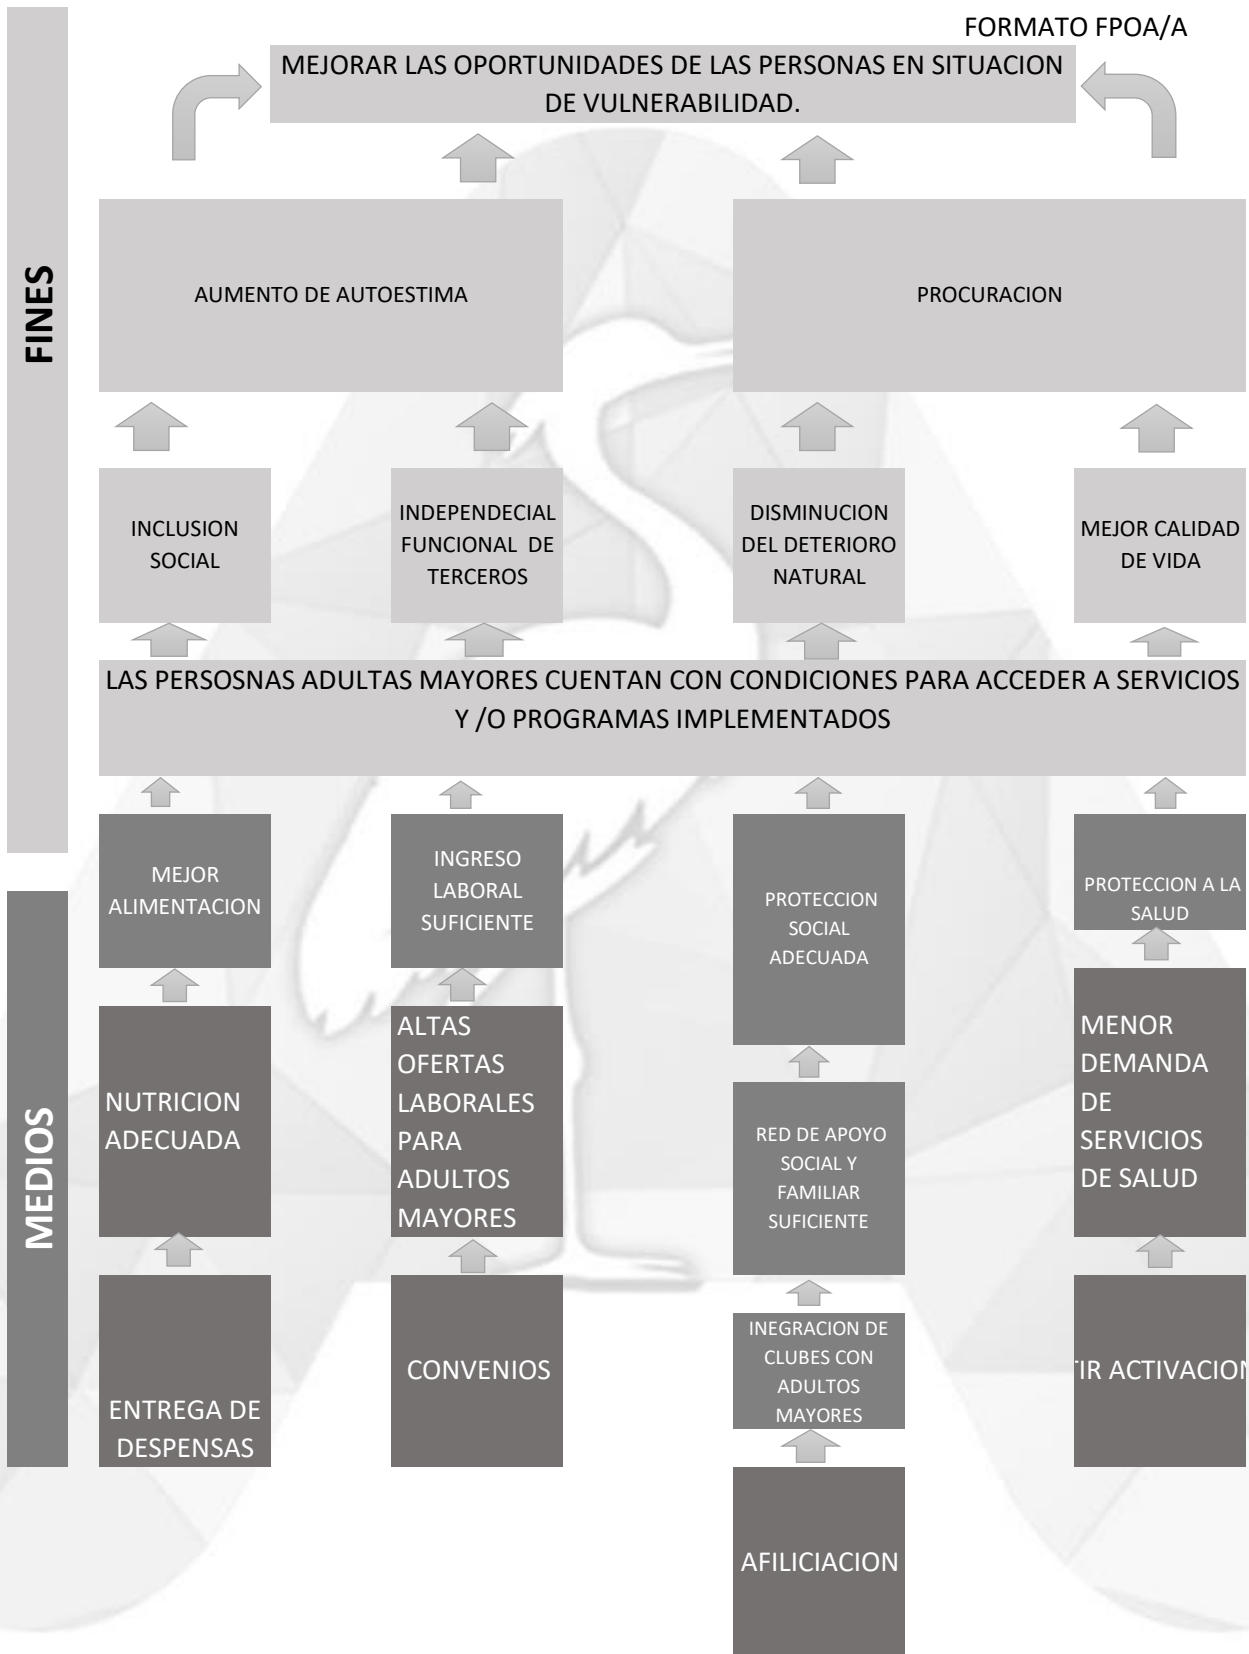 FORMATO FPOA/A
MEJORAR LAS OPORTUNIDADES DE LAS PERSONAS EN SITUACION
DE VULNERABILIDAD.
FINES
AUMENTO DE AUTOESTIMA
PROCURACION
INCLUSION
SOCIAL
INDEPENDECIAL
FUNCIONAL DE
TERCEROS
DISMINUCION
DEL DETERIORO
NATURAL
MEJOR CALIDAD
DE VIDA
LAS PERSOSNAS ADULTAS MAYORES CUENTAN CON CONDICIONES PARA ACCEDER A SERVICIOS
Y /O PROGRAMAS IMPLEMENTADOS
MEDIOS
MEJOR
ALIMENTACION
INGRESO
LABORAL
SUFICIENTE
PROTECCION
SOCIAL
ADECUADA
PROTECCION A LA
SALUD
NUTRICION
ADECUADA
ALTAS
OFERTAS
LABORALES
PARA
ADULTOS
MAYORES
RED DE APOYO
SOCIAL Y
FAMILIAR
SUFICIENTE
MENOR
DEMANDA
DE
SERVICIOS
DE SALUD
ENTREGA DE
DESPENSAS
CONVENIOS
INEGRACION DE
CLUBES CON
ADULTOS
MAYORES
ACTIVACION
AFILICIACION